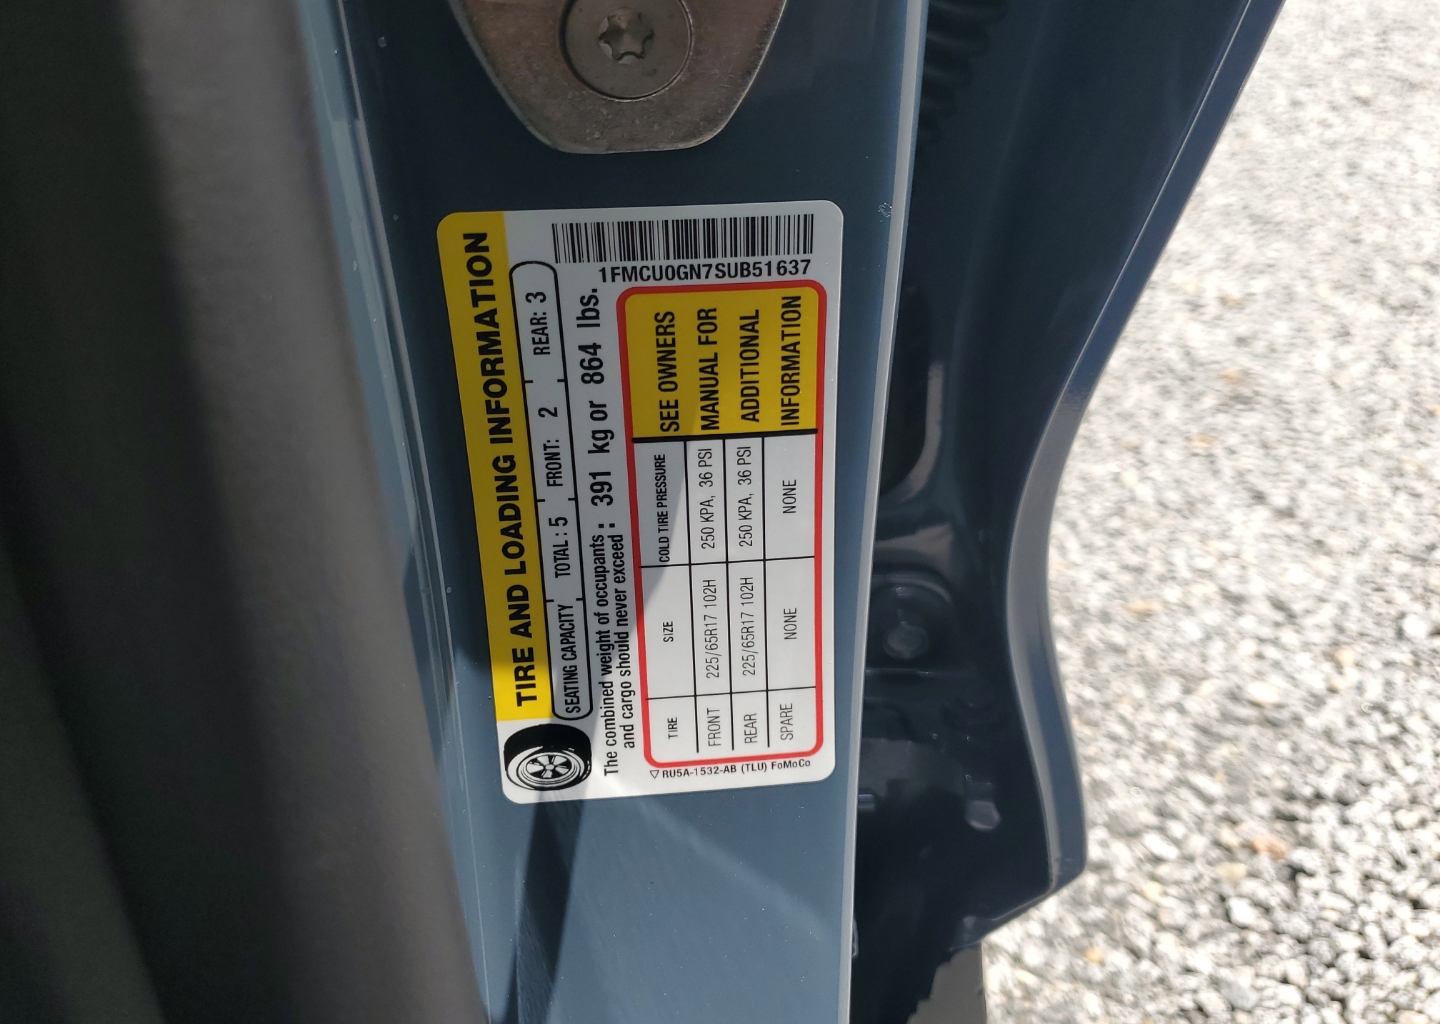 TIRE AND LOADING INFORMATION
SEATING CAPACITY TOTAL : 5 FRONT: 2 REAR: 3
The combined weight of occupants
and cargo should never exceed : 391 kg or 864 lbs.
TIRE SIZE COLD TIRE PRESSURE
FRONT 225/65R17 102H 250 KPA, 36 PSI
REAR 225/65R17 102H 250 KPA, 36 PSI
SPARE NONE NONE
SEE OWNERS
MANUAL FOR
ADDITIONAL
INFORMATION
RU5A-1532-AB (TLU) FoMoCo
1FMCU0GN7SUB51637